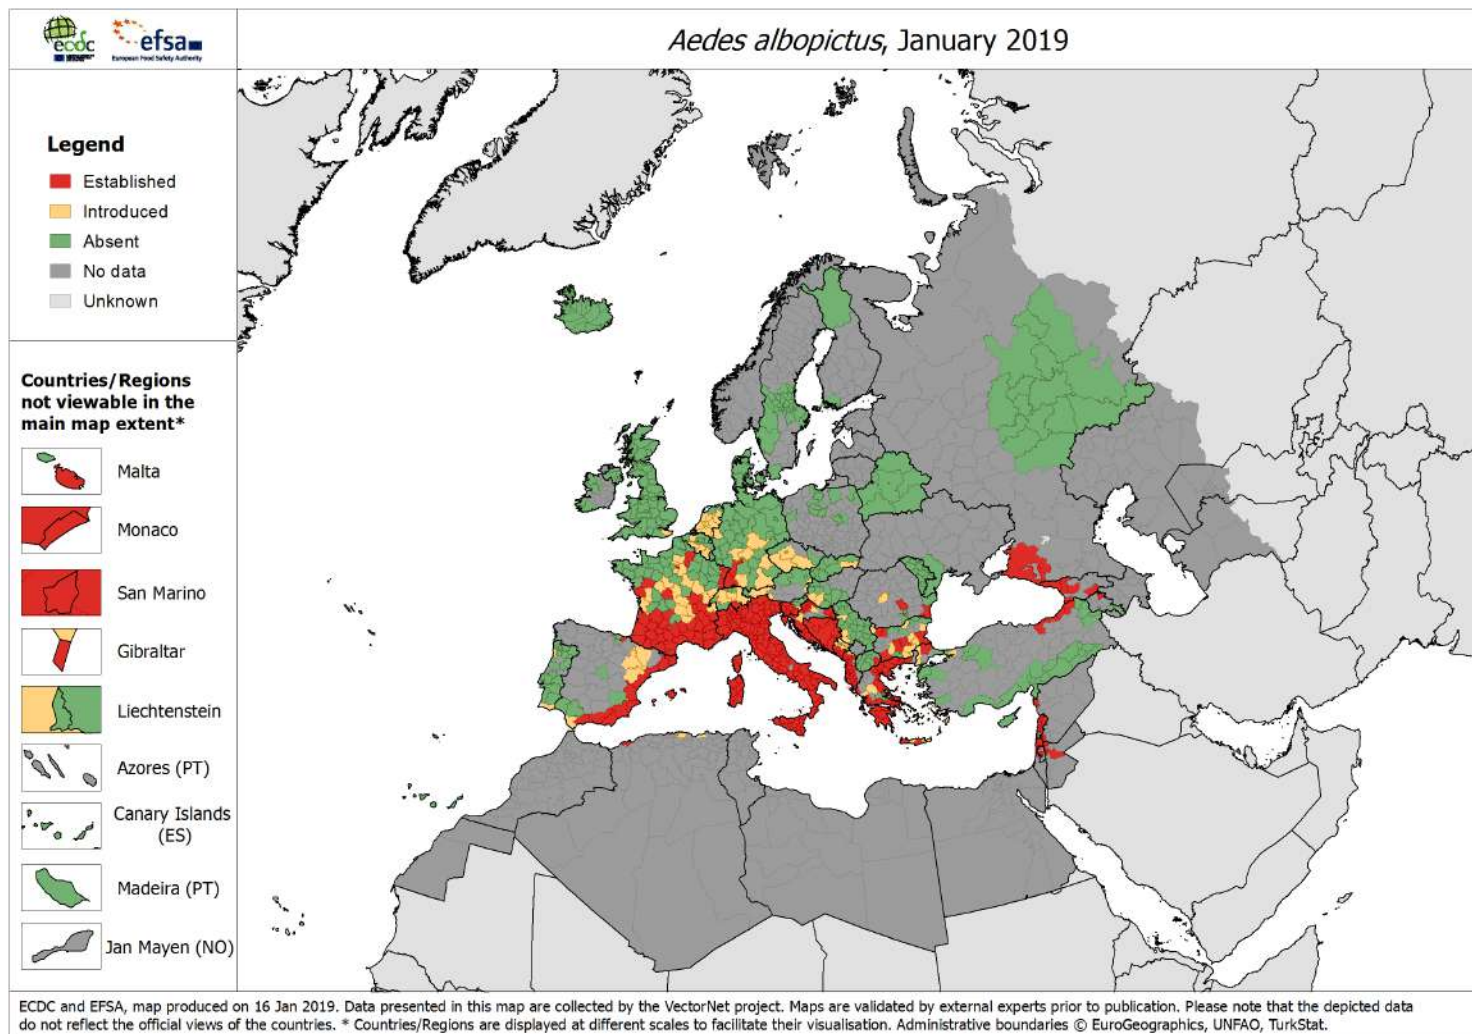 ecdc
efsa
European Food Safety Authority
Aedes albopictus, January 2019
Legend
Established
Introduced
Absent
No data
Unknown
Countries/Regions
not viewable in the
main map extent*
Malta
Monaco
San Marino
Gibraltar
Liechtenstein
Azores (PT)
Canary Islands
(ES)
Madeira (PT)
Jan Mayen (NO)
ECDC and EFSA, map produced on 16 Jan 2019. Data presented in this map are collected by the VectorNet project. Maps are validated by external experts prior to publication. Please note that the depicted data
do not reflect the official views of the countries. * Countries/Regions are displayed at different scales to facilitate their visualisation. Administrative boundaries © EuroGeographics, UNFAO, TurkStat.